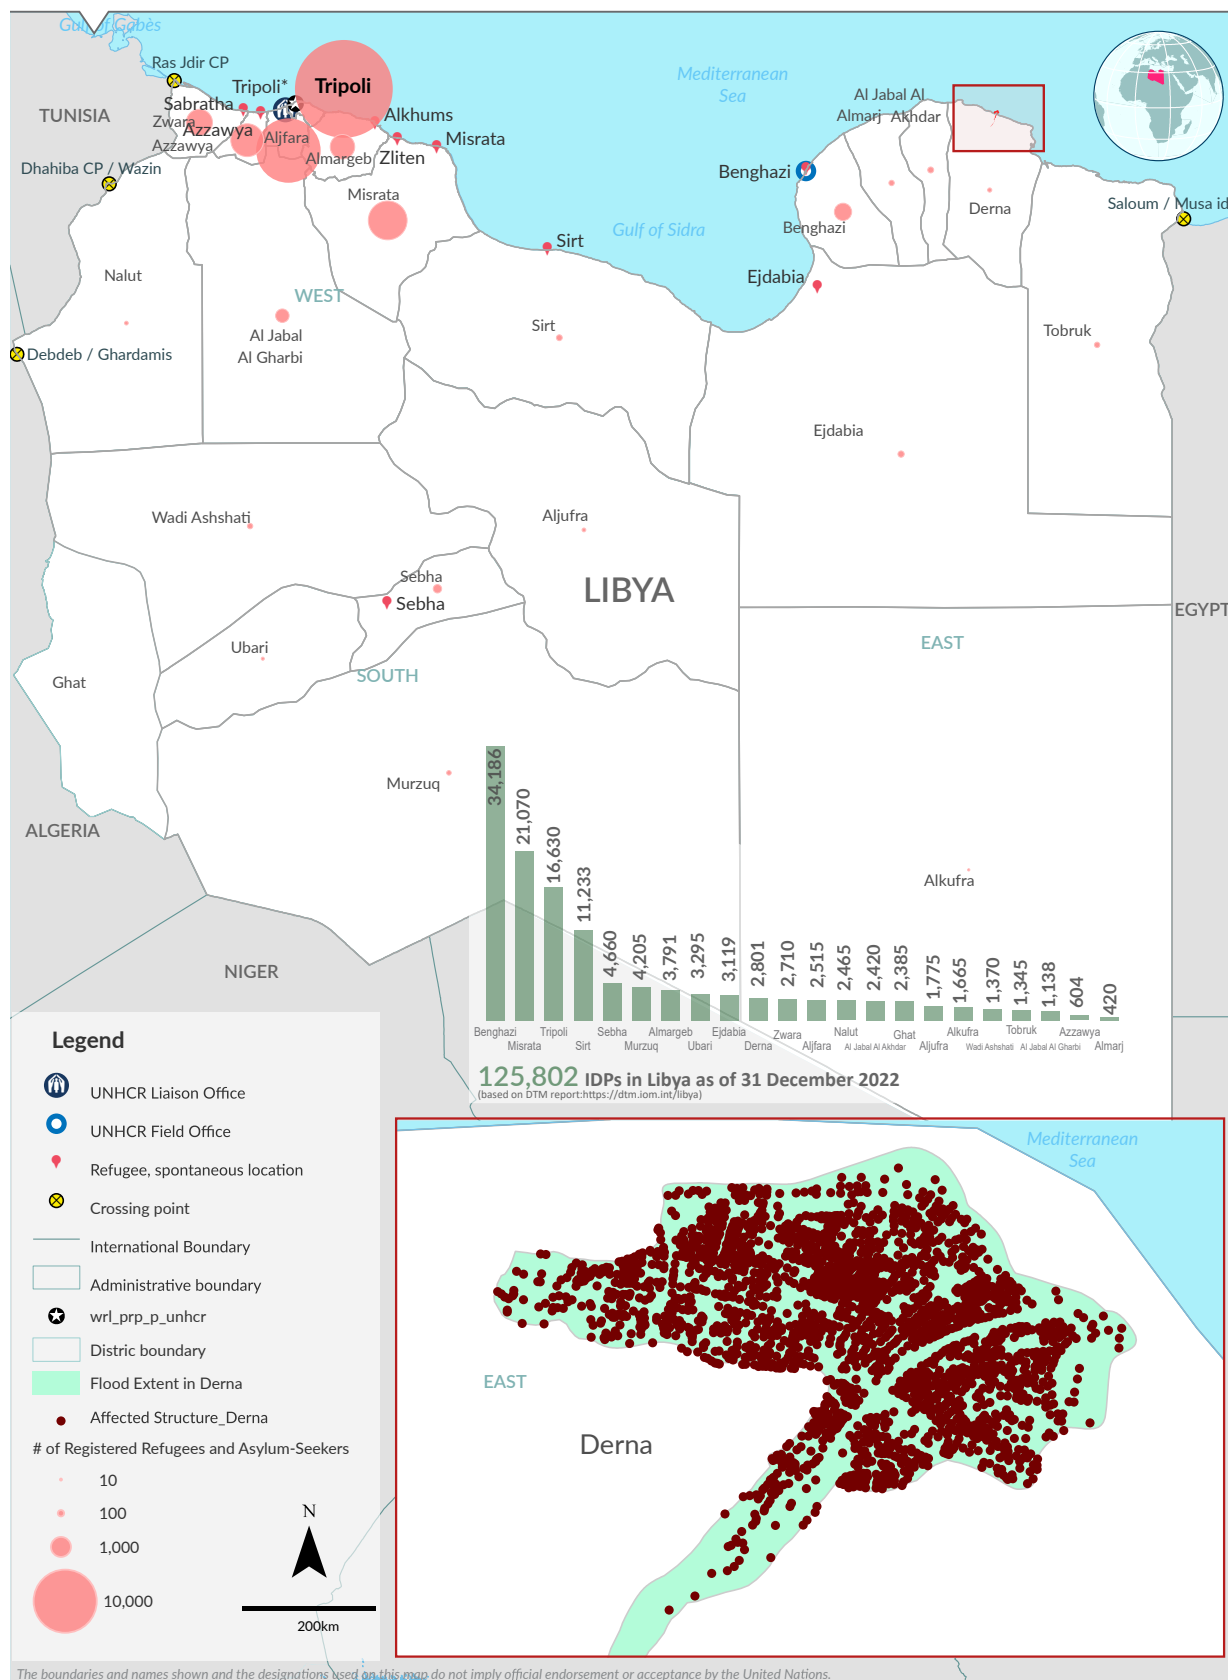 Gulf of Gabès
Ras Jdir CP
TUNISIA
Tripoli*
Tripoli
Sabratha
Zwara
Azzawya
Azzawya
Aljfara
Alkhums
Almargeb
Zliten
Misrata
Misrata
Dhahiba CP / Wazin
Mediterranean
Sea
Al Jabal Al
Almarj Akhdar
Benghazi
Benghazi
Derna
Saloum / Musa id
Gulf of Sidra
Sirt
Ejdabia
Nalut
WEST
Al Jabal
Al Gharbi
Sirt
Tobruk
Debdeb / Ghardamis
Ejdabia
Wadi Ashshati
Aljufra
Sebha
Sebha
LIBYA
EGYPT
EAST
Ubari
SOUTH
Ghat
Murzuq
ALGERIA
Alkufra
NIGER
34,186
21,070
16,630
11,233
4,660
4,205
3,791
3,295
3,119
2,801
2,710
2,515
2,465
2,420
2,385
1,775
1,665
1,370
1,345
1,138
604
420
Benghazi
Misrata
Tripoli
Sirt
Sebha
Murzuq
Almargeb
Ubari
Ejdabia
Derna
Zwara
Aljfara
Nalut
Al Jabal Al Akhdar
Ghat
Aljufra
Alkufra
Wadi Ashshati
Tobruk
Al Jabal Al Gharbi
Azzawya
Almarj
125,802 IDPs in Libya as of 31 December 2022
(based on DTM report:https://dtm.iom.int/libya)
Legend
UNHCR Liaison Office
UNHCR Field Office
Refugee, spontaneous location
Crossing point
International Boundary
Administrative boundary
wrl_prp_p_unhcr
Distric boundary
Flood Extent in Derna
Affected Structure_Derna
# of Registered Refugees and Asylum-Seekers
10
100
1,000
10,000
N
200km
Mediterranean
Sea
EAST
Derna
The boundaries and names shown and the designations used on this map do not imply official endorsement or acceptance by the United Nations.